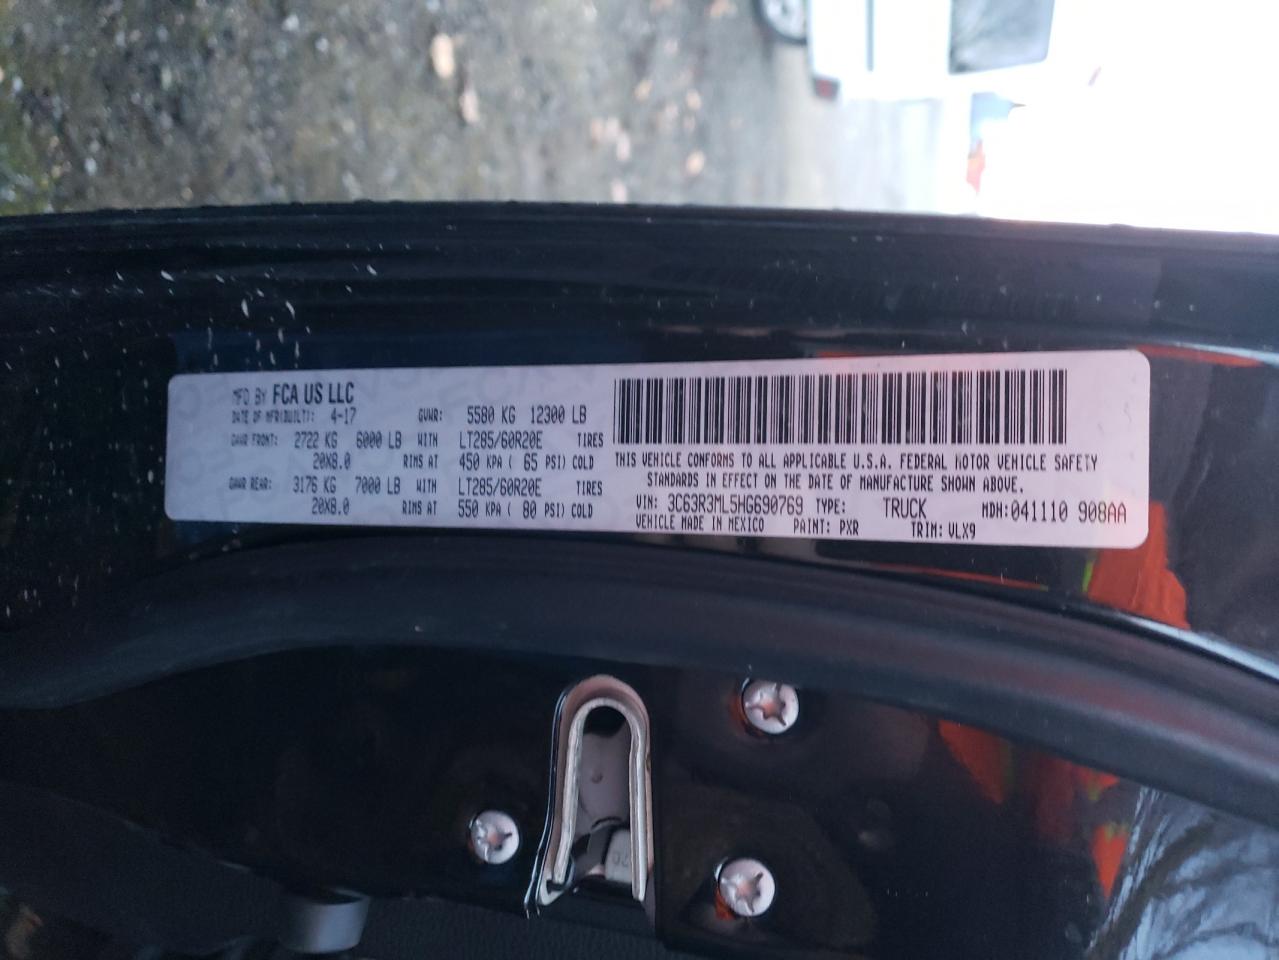 MFD BY FCA US LLC
DATE OF MFR(BUILT): 4-17 GVWR: 5580 KG 12300 LB
GAWR FRONT: 2722 KG 6000 LB WITH LT285/60R20E TIRES
20X8.0 RIMS AT 450 KPA ( 65 PSI) COLD
GAWR REAR: 3176 KG 7000 LB WITH LT285/60R20E TIRES
20X8.0 RIMS AT 550 KPA ( 80 PSI) COLD
THIS VEHICLE CONFORMS TO ALL APPLICABLE U.S.A. FEDERAL MOTOR VEHICLE SAFETY
STANDARDS IN EFFECT ON THE DATE OF MANUFACTURE SHOWN ABOVE.
VIN: 3C63R3ML5HG690769 TYPE: TRUCK MDH: 041110 908AA
VEHICLE MADE IN MEXICO PAINT: PXR TRIM: VLX9